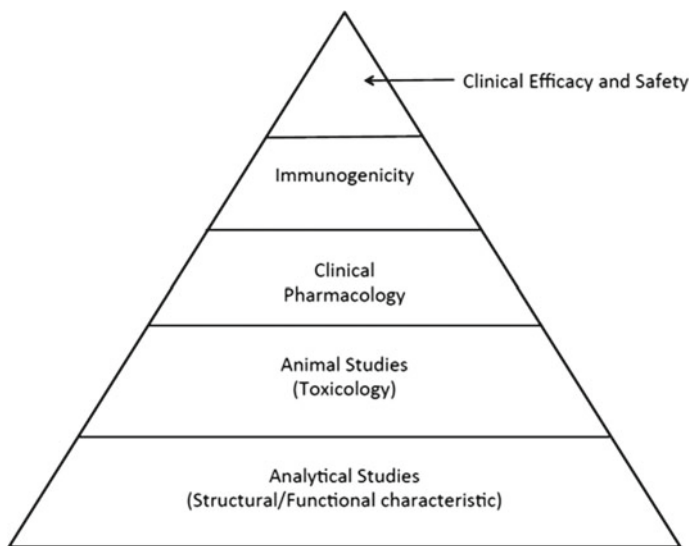 Clinical Efficacy and Safety
Immunogenicity
Clinical
Pharmacology
Animal Studies
(Toxicology)
Analytical Studies
(Structural/Functional characteristic)